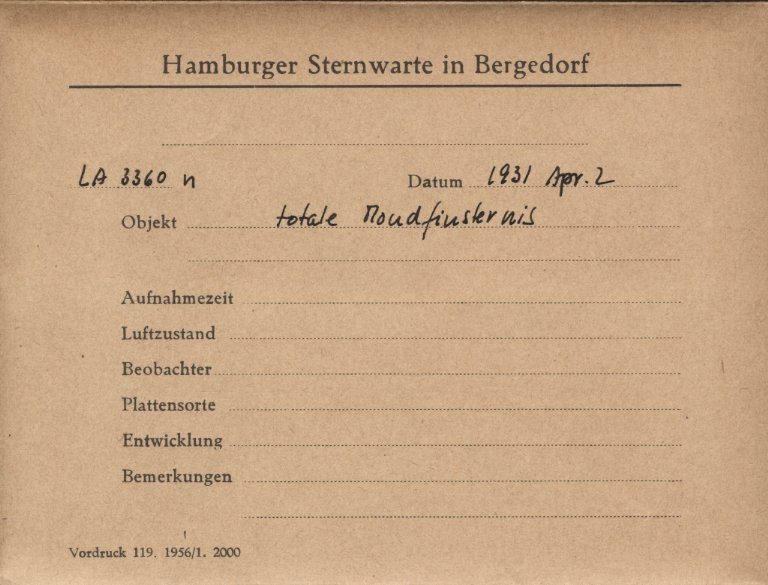 Hamburger Sternwarte in Bergedorf
LA 3360 n Datum 1931 Apr. 2
Objekt totale Mondfinsternis
Aufnahmezeit
Luftzustand
Beobachter
Plattensorte
Entwicklung
Bemerkungen
Vordruck 119. 1956/1. 2000